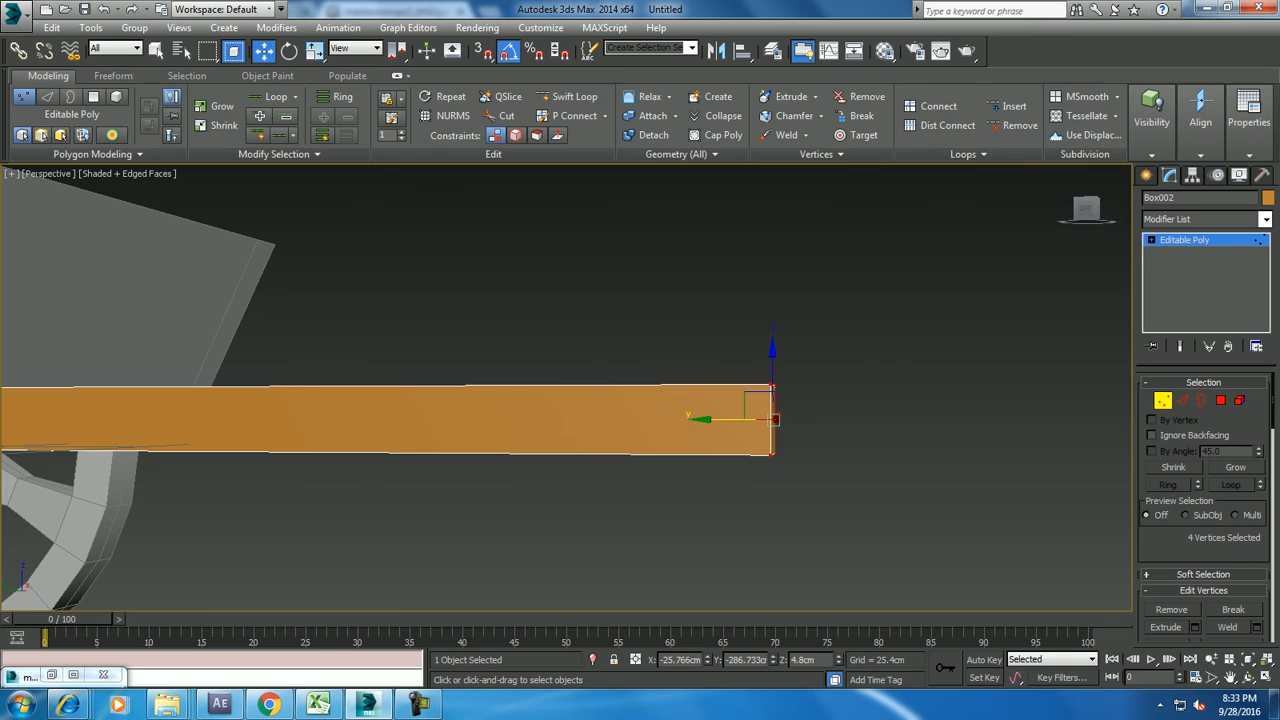 Workspace: Default
Autodesk 3ds Max 2014 x64 Untitled
Type a keyword or phrase
Edit Tools Group Views Create Modifiers Animation Graph Editors Rendering Customize MAXScript Help
All View Create Selection Se
Modeling Freeform Selection Object Paint Populate
Editable Poly
Polygon Modeling
Grow
Shrink
Loop
Ring
Modify Selection
1
Repeat QSlice Swift Loop
NURMS Cut P Connect
Constraints:
Edit
Relax Create
Attach Collapse
Detach Cap Poly
Geometry (All)
Extrude Remove
Chamfer Break
Weld Target
Vertices
Connect Insert
Dist Connect Remove
Loops
MSmooth
Tessellate
Use Displac...
Subdivision
Visibility
Align
Properties
[+] [Perspective] [Shaded + Edged Faces]
LEFT
z
y
z
x
Box002
Modifier List
Editable Poly
Selection
By Vertex
Ignore Backfacing
By Angle: 45.0
Shrink Grow
Ring Loop
Preview Selection
Off SubObj Multi
4 Vertices Selected
Soft Selection
Edit Vertices
Remove Break
Extrude Weld
0 / 100
0 5 10 15 20 25 30 35 40 45 50 55 60 65 70 75 80 85 90 95 100
1 Object Selected
X: -25.766cm Y: -286.733cm Z: 4.8cm Grid = 25.4cm
Auto Key Selected
Click or click-and-drag to select objects
Add Time Tag
Set Key Key Filters...
0
m...
AE
8:33 PM
9/28/2016